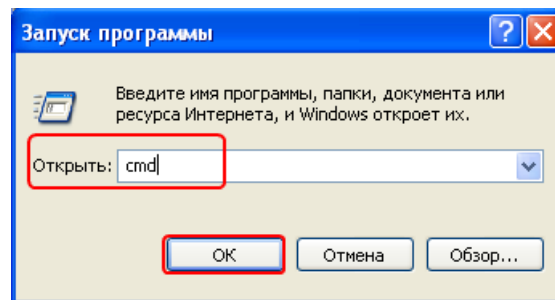 Запуск программы
Введите имя программы, папки, документа или
ресурса Интернета, и Windows откроет их.
Открыть: cmd
ОК Отмена Обзор...